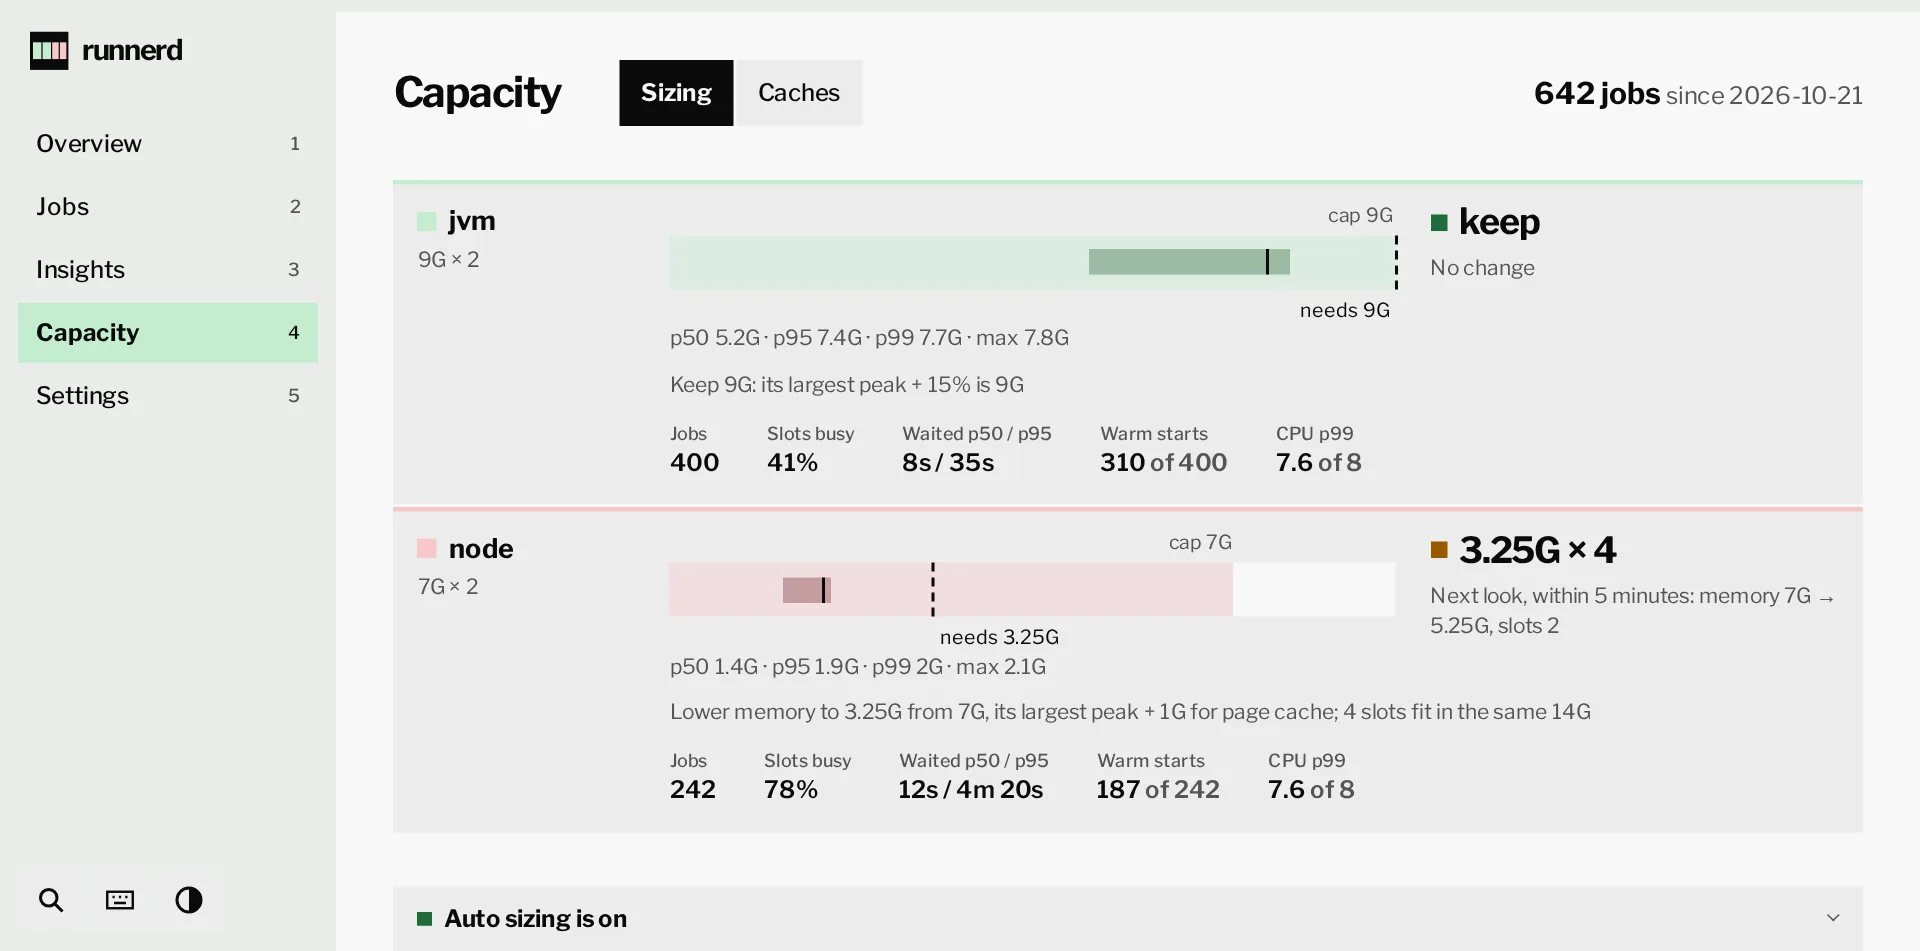 runnerd
Overview 1
Jobs 2
Insights 3
Capacity 4
Settings 5
Capacity Sizing Caches 642 jobs since 2026-10-21
jvm
9G × 2
cap 9G
needs 9G
p50 5.2G · p95 7.4G · p99 7.7G · max 7.8G
Keep 9G: its largest peak + 15% is 9G
Jobs Slots busy Waited p50 / p95 Warm starts CPU p99
400 41% 8s / 35s 310 of 400 7.6 of 8
keep
No change
node
7G × 2
cap 7G
needs 3.25G
p50 1.4G · p95 1.9G · p99 2G · max 2.1G
Lower memory to 3.25G from 7G, its largest peak + 1G for page cache; 4 slots fit in the same 14G
Jobs Slots busy Waited p50 / p95 Warm starts CPU p99
242 78% 12s / 4m 20s 187 of 242 7.6 of 8
3.25G × 4
Next look, within 5 minutes: memory 7G →
5.25G, slots 2
Auto sizing is on